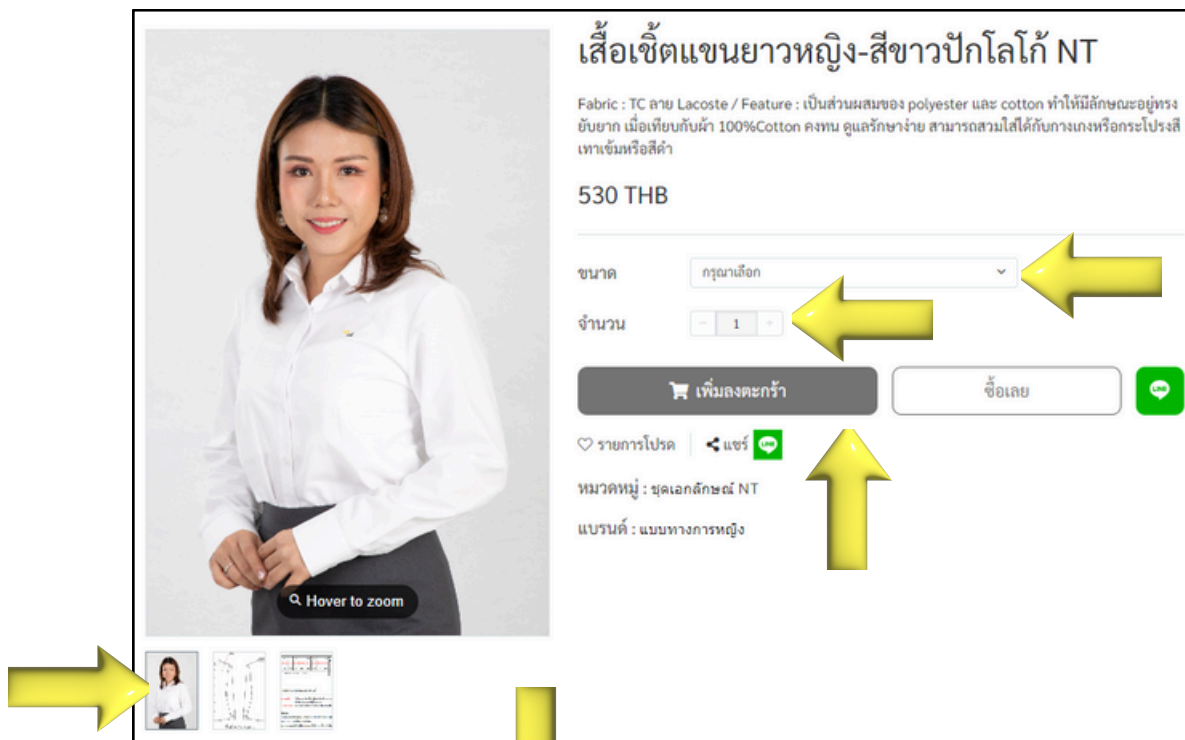 เสื้อเชิ้ตแขนยาวหญิง-สีขาวปักโลโก้ NT
Fabric : TC ลาย Lacoste / Feature : เป็นส่วนผสมของ polyester และ cotton ทำให้มีลักษณะอยู่ทรง
ยับยาก เมื่อเทียบกับผ้า 100%Cotton คงทน ดูแลรักษาง่าย สามารถสวมใส่ได้กับกางเกงหรือกระโปรงสี
เทาเข้มหรือสีดำ
530 THB
ขนาด กรุณาเลือก
จำนวน - 1 +
เพิ่มลงตะกร้า ซื้อเลย LINE
รายการโปรด แชร์ LINE
หมวดหมู่ : ชุดเอกลักษณ์ NT
แบรนด์ : แบบทางการหญิง
Hover to zoom